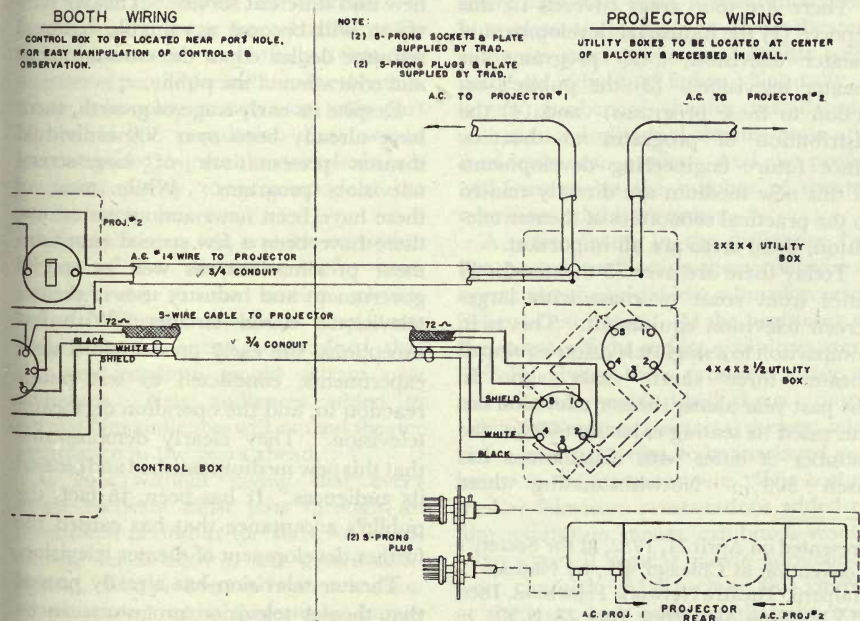 BOOTH WIRING
CONTROL BOX TO BE LOCATED NEAR PORT HOLE,
FOR EASY MANIPULATION OF CONTROLS &
OBSERVATION.
NOTE:
(2) 5-PRONG SOCKETS & PLATE
SUPPLIED BY TRAD.
(2) 5-PRONG PLUGS & PLATE
SUPPLIED BY TRAD.
PROJECTOR WIRING
UTILITY BOXES TO BE LOCATED AT CENTER
OF BALCONY & RECESSED IN WALL.
A.C. TO PROJECTOR #1
A.C. TO PROJECTOR #2
PROJ. #2
A.C. #14 WIRE TO PROJECTOR
3/4 CONDUIT
2X2X4 UTILITY
BOX
5-WIRE CABLE TO PROJECTOR
72
BLACK
WHITE
SHIELD
3/4 CONDUIT
72
4X4X2 1/2 UTILITY
BOX
SHIELD
WHITE
BLACK
CONTROL BOX
(2) 5-PRONG
PLUG
A.C. PROJ. 1
PROJECTOR
REAR
A.C. PROJ #2